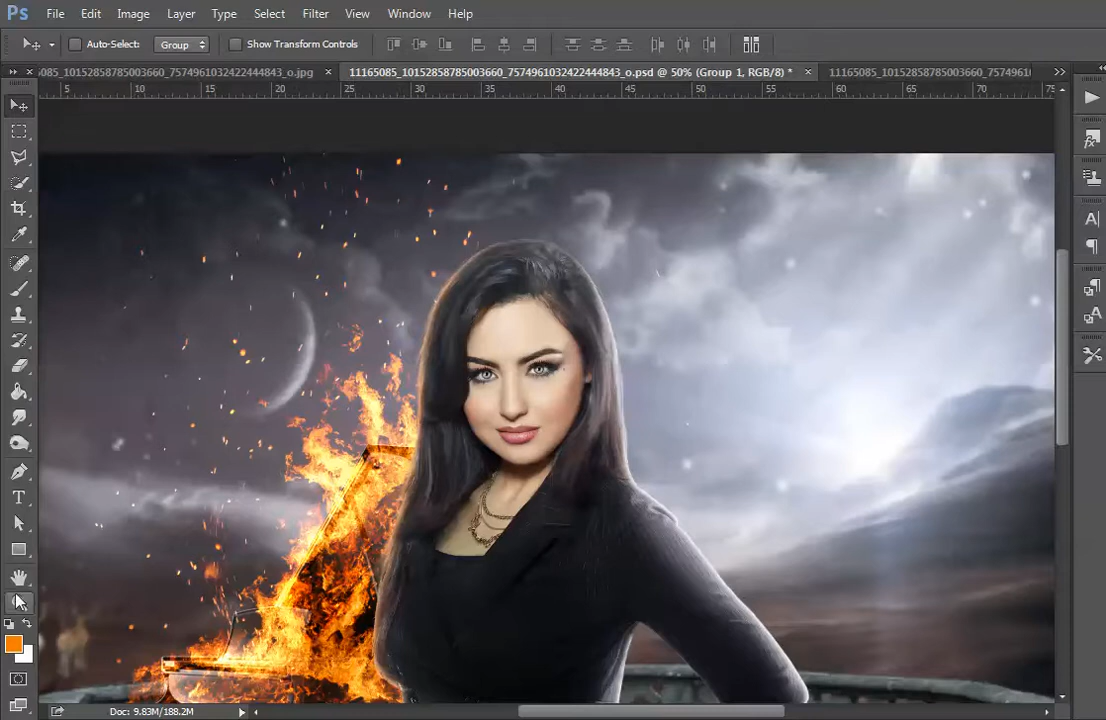 Ps File Edit Image Layer Type Select Filter View Window Help
Auto-Select: Group Show Transform Controls
085_10152858785003660_7574961032422444843_o.jpg × 11165085_10152858785003660_7574961032422444843_o.psd @ 50% (Group 1, RGB/8) * × 11165085_10152858785003660_757496
5 10 15 20 25 30 35 40 45 50 55 60 65 70 75
fx
A
A
T
Doc: 9.83M/188.2M